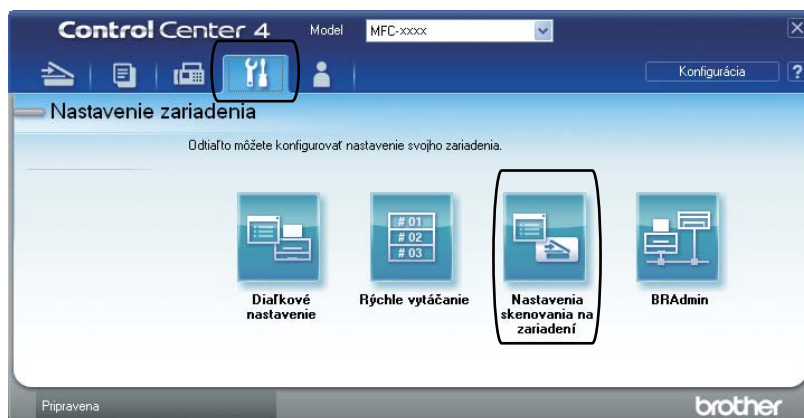 Control Center 4
Model
MFC-xxxx
Konfigurácia
?
Nastavenie zariadenia
Odtiaľto môžete konfigurovať nastavenie svojho zariadenia.
# 01
# 02
# 03
Diaľkové
nastavenie
Rýchle vytáčanie
Nastavenia
skenovania na
zariadení
BRAdmin
Pripravena
brother